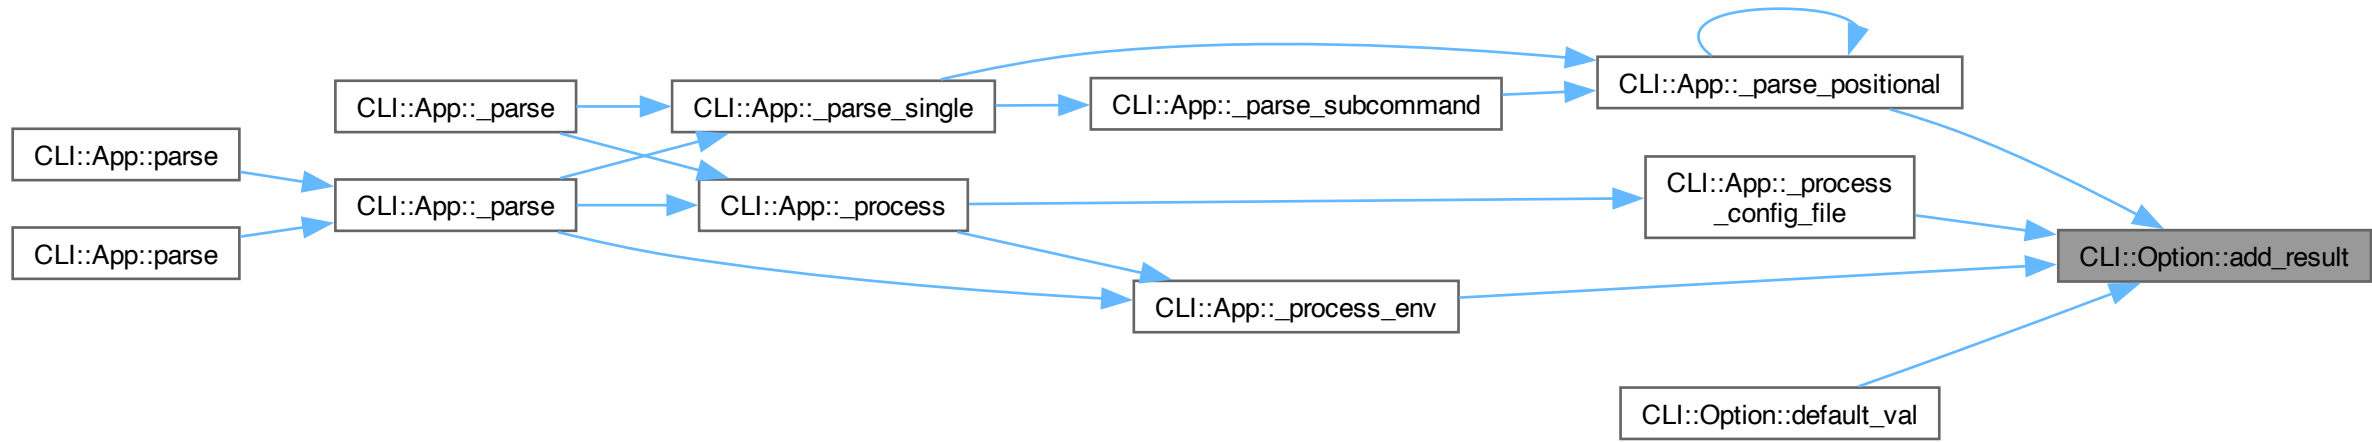 CLI::App::parse
CLI::App::parse
CLI::App::_parse
CLI::App::_parse
CLI::App::_parse_single
CLI::App::_process
CLI::App::_parse_subcommand
CLI::App::_process_env
CLI::App::_parse_positional
CLI::App::_process
_config_file
CLI::Option::default_val
CLI::Option::add_result